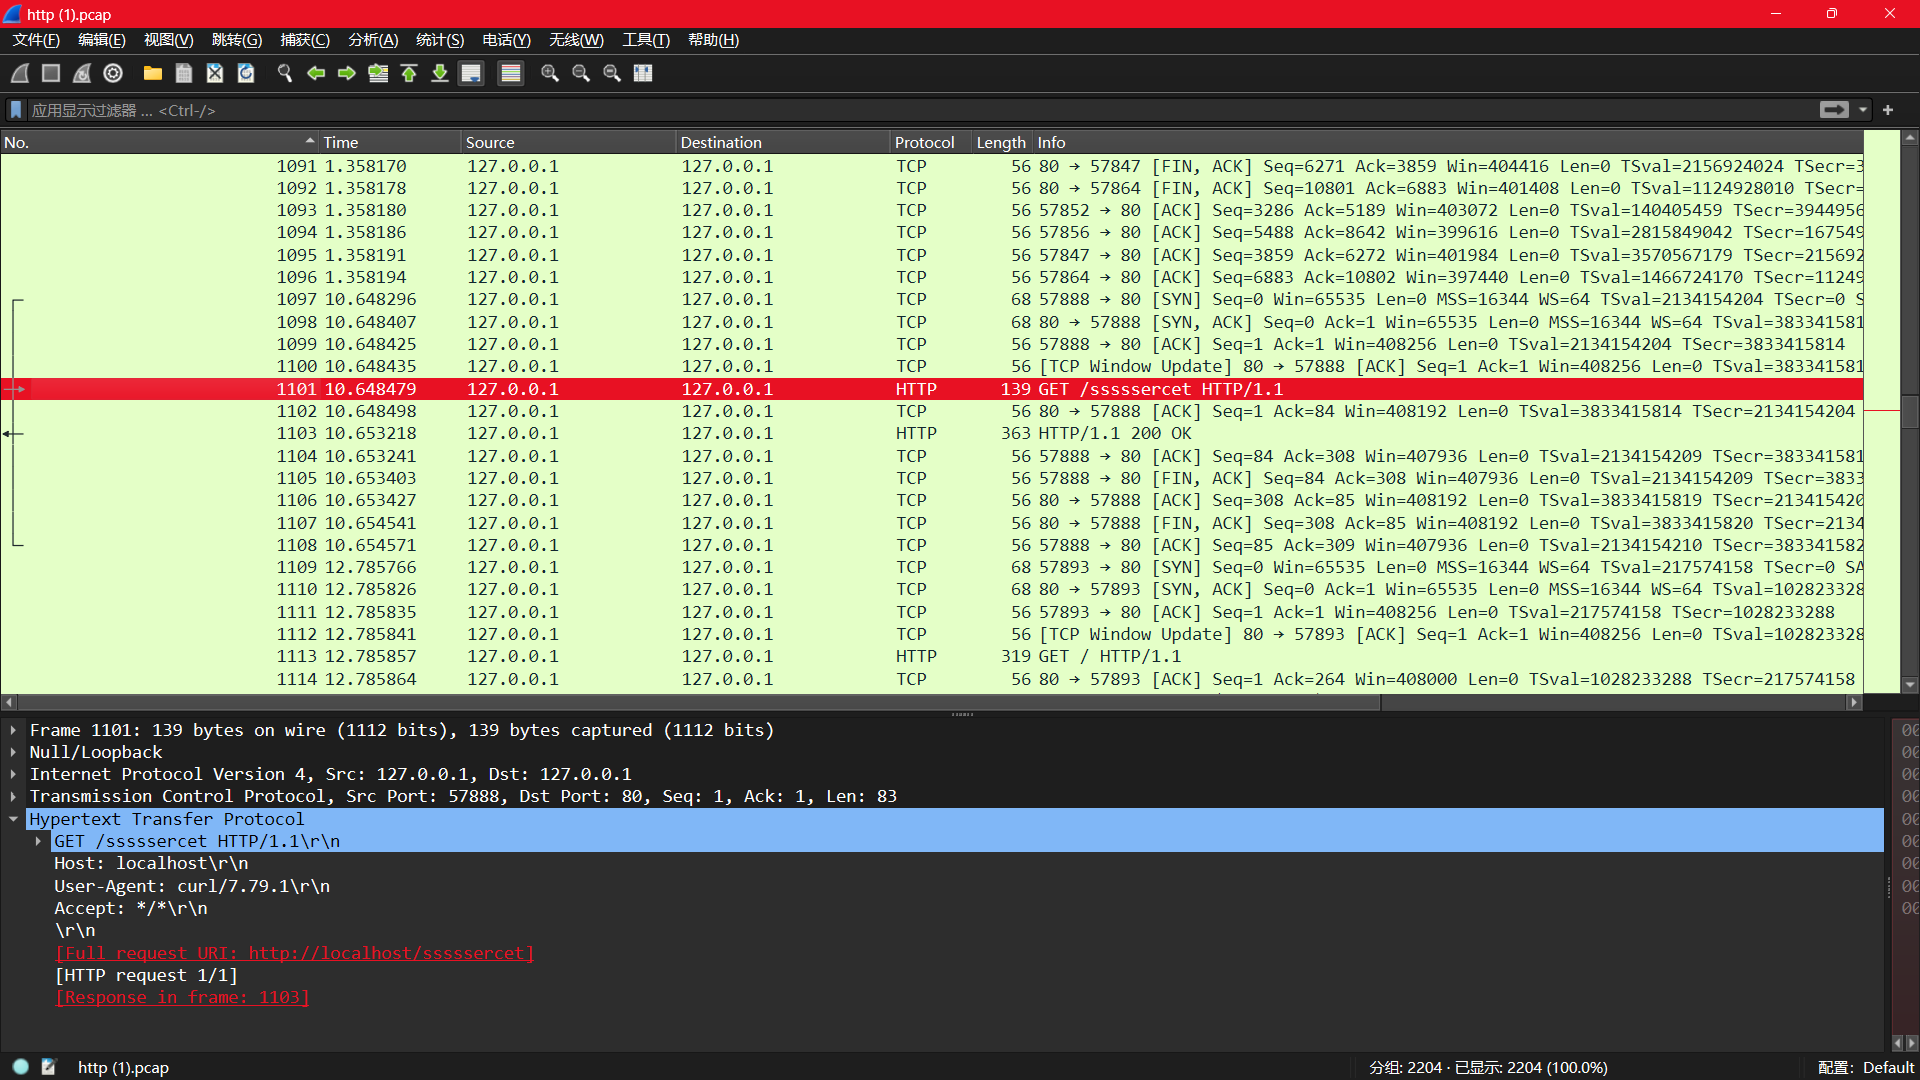 http (1).pcap
文件(F) 编辑(E) 视图(V) 跳转(G) 捕获(C) 分析(A) 统计(S) 电话(Y) 无线(W) 工具(T) 帮助(H)
应用显示过滤器 … <Ctrl-/>
No. Time Source Destination Protocol Length Info
1091 1.358170 127.0.0.1 127.0.0.1 TCP 56 80 → 57847 [FIN, ACK] Seq=6271 Ack=3859 Win=404416 Len=0 TSval=2156924024 TSecr=3
1092 1.358178 127.0.0.1 127.0.0.1 TCP 56 80 → 57864 [FIN, ACK] Seq=10801 Ack=6883 Win=401408 Len=0 TSval=1124928010 TSecr=
1093 1.358180 127.0.0.1 127.0.0.1 TCP 56 57852 → 80 [ACK] Seq=3286 Ack=5189 Win=403072 Len=0 TSval=140405459 TSecr=3944956
1094 1.358186 127.0.0.1 127.0.0.1 TCP 56 57856 → 80 [ACK] Seq=5488 Ack=8642 Win=399616 Len=0 TSval=2815849042 TSecr=167549
1095 1.358191 127.0.0.1 127.0.0.1 TCP 56 57847 → 80 [ACK] Seq=3859 Ack=6272 Win=401984 Len=0 TSval=3570567179 TSecr=215692
1096 1.358194 127.0.0.1 127.0.0.1 TCP 56 57864 → 80 [ACK] Seq=6883 Ack=10802 Win=397440 Len=0 TSval=1466724170 TSecr=11249
1097 10.648296 127.0.0.1 127.0.0.1 TCP 68 57888 → 80 [SYN] Seq=0 Win=65535 Len=0 MSS=16344 WS=64 TSval=2134154204 TSecr=0 S
1098 10.648407 127.0.0.1 127.0.0.1 TCP 68 80 → 57888 [SYN, ACK] Seq=0 Ack=1 Win=65535 Len=0 MSS=16344 WS=64 TSval=383341581
1099 10.648425 127.0.0.1 127.0.0.1 TCP 56 57888 → 80 [ACK] Seq=1 Ack=1 Win=408256 Len=0 TSval=2134154204 TSecr=3833415814
1100 10.648435 127.0.0.1 127.0.0.1 TCP 56 [TCP Window Update] 80 → 57888 [ACK] Seq=1 Ack=1 Win=408256 Len=0 TSval=383341581
1101 10.648479 127.0.0.1 127.0.0.1 HTTP 139 GET /ssssssercet HTTP/1.1
1102 10.648498 127.0.0.1 127.0.0.1 TCP 56 80 → 57888 [ACK] Seq=1 Ack=84 Win=408192 Len=0 TSval=3833415814 TSecr=2134154204
1103 10.653218 127.0.0.1 127.0.0.1 HTTP 363 HTTP/1.1 200 OK
1104 10.653241 127.0.0.1 127.0.0.1 TCP 56 57888 → 80 [ACK] Seq=84 Ack=308 Win=407936 Len=0 TSval=2134154209 TSecr=383341581
1105 10.653403 127.0.0.1 127.0.0.1 TCP 56 57888 → 80 [FIN, ACK] Seq=84 Ack=308 Win=407936 Len=0 TSval=2134154209 TSecr=3833
1106 10.653427 127.0.0.1 127.0.0.1 TCP 56 80 → 57888 [ACK] Seq=308 Ack=85 Win=408192 Len=0 TSval=3833415819 TSecr=213415420
1107 10.654541 127.0.0.1 127.0.0.1 TCP 56 80 → 57888 [FIN, ACK] Seq=308 Ack=85 Win=408192 Len=0 TSval=3833415820 TSecr=2134
1108 10.654571 127.0.0.1 127.0.0.1 TCP 56 57888 → 80 [ACK] Seq=85 Ack=309 Win=407936 Len=0 TSval=2134154210 TSecr=383341582
1109 12.785766 127.0.0.1 127.0.0.1 TCP 68 57893 → 80 [SYN] Seq=0 Win=65535 Len=0 MSS=16344 WS=64 TSval=217574158 TSecr=0 SA
1110 12.785826 127.0.0.1 127.0.0.1 TCP 68 80 → 57893 [SYN, ACK] Seq=0 Ack=1 Win=65535 Len=0 MSS=16344 WS=64 TSval=102823328
1111 12.785835 127.0.0.1 127.0.0.1 TCP 56 57893 → 80 [ACK] Seq=1 Ack=1 Win=408256 Len=0 TSval=217574158 TSecr=1028233288
1112 12.785841 127.0.0.1 127.0.0.1 TCP 56 [TCP Window Update] 80 → 57893 [ACK] Seq=1 Ack=1 Win=408256 Len=0 TSval=102823328
1113 12.785857 127.0.0.1 127.0.0.1 HTTP 319 GET / HTTP/1.1
1114 12.785864 127.0.0.1 127.0.0.1 TCP 56 80 → 57893 [ACK] Seq=1 Ack=264 Win=408000 Len=0 TSval=1028233288 TSecr=217574158
Frame 1101: 139 bytes on wire (1112 bits), 139 bytes captured (1112 bits)
Null/Loopback
Internet Protocol Version 4, Src: 127.0.0.1, Dst: 127.0.0.1
Transmission Control Protocol, Src Port: 57888, Dst Port: 80, Seq: 1, Ack: 1, Len: 83
Hypertext Transfer Protocol
GET /ssssssercet HTTP/1.1\r\n
Host: localhost\r\n
User-Agent: curl/7.79.1\r\n
Accept: */*\r\n
\r\n
[Full request URI: http://localhost/ssssssercet]
[HTTP request 1/1]
[Response in frame: 1103]
00
00
00
00
00
00
00
00
00
http (1).pcap 分组: 2204 · 已显示: 2204 (100.0%) 配置: Default